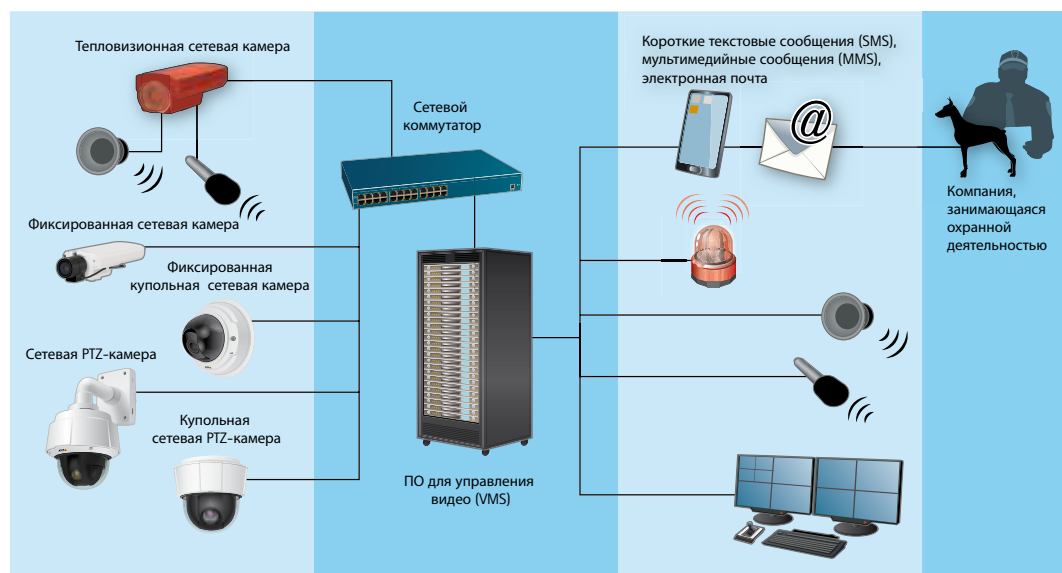 Тепловизионная сетевая камера
Фиксированная сетевая камера
Фиксированная
купольная сетевая камера
Сетевая PTZ-камера
Купольная
сетевая PTZ-камера
Сетевой
коммутатор
ПО для управления
видео (VMS)
Короткие текстовые сообщения (SMS),
мультимедийные сообщения (MMS),
электронная почта
@
Компания,
занимающаяся
охранной
деятельностью